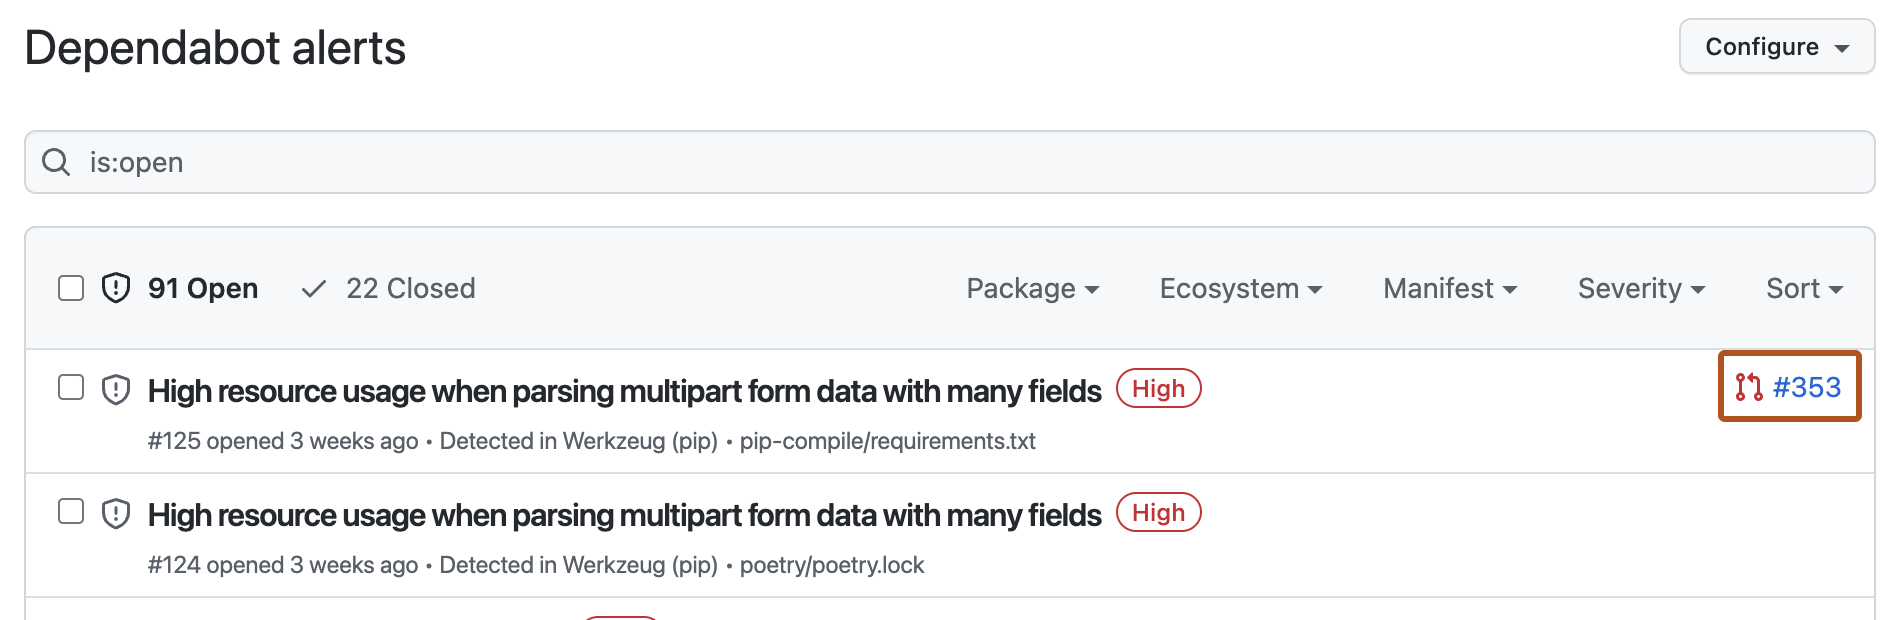 Dependabot alerts
Configure
is:open
91 Open 22 Closed Package Ecosystem Manifest Severity Sort
High resource usage when parsing multipart form data with many fields High #353
#125 opened 3 weeks ago • Detected in Werkzeug (pip) • pip-compile/requirements.txt
High resource usage when parsing multipart form data with many fields High
#124 opened 3 weeks ago • Detected in Werkzeug (pip) • poetry/poetry.lock